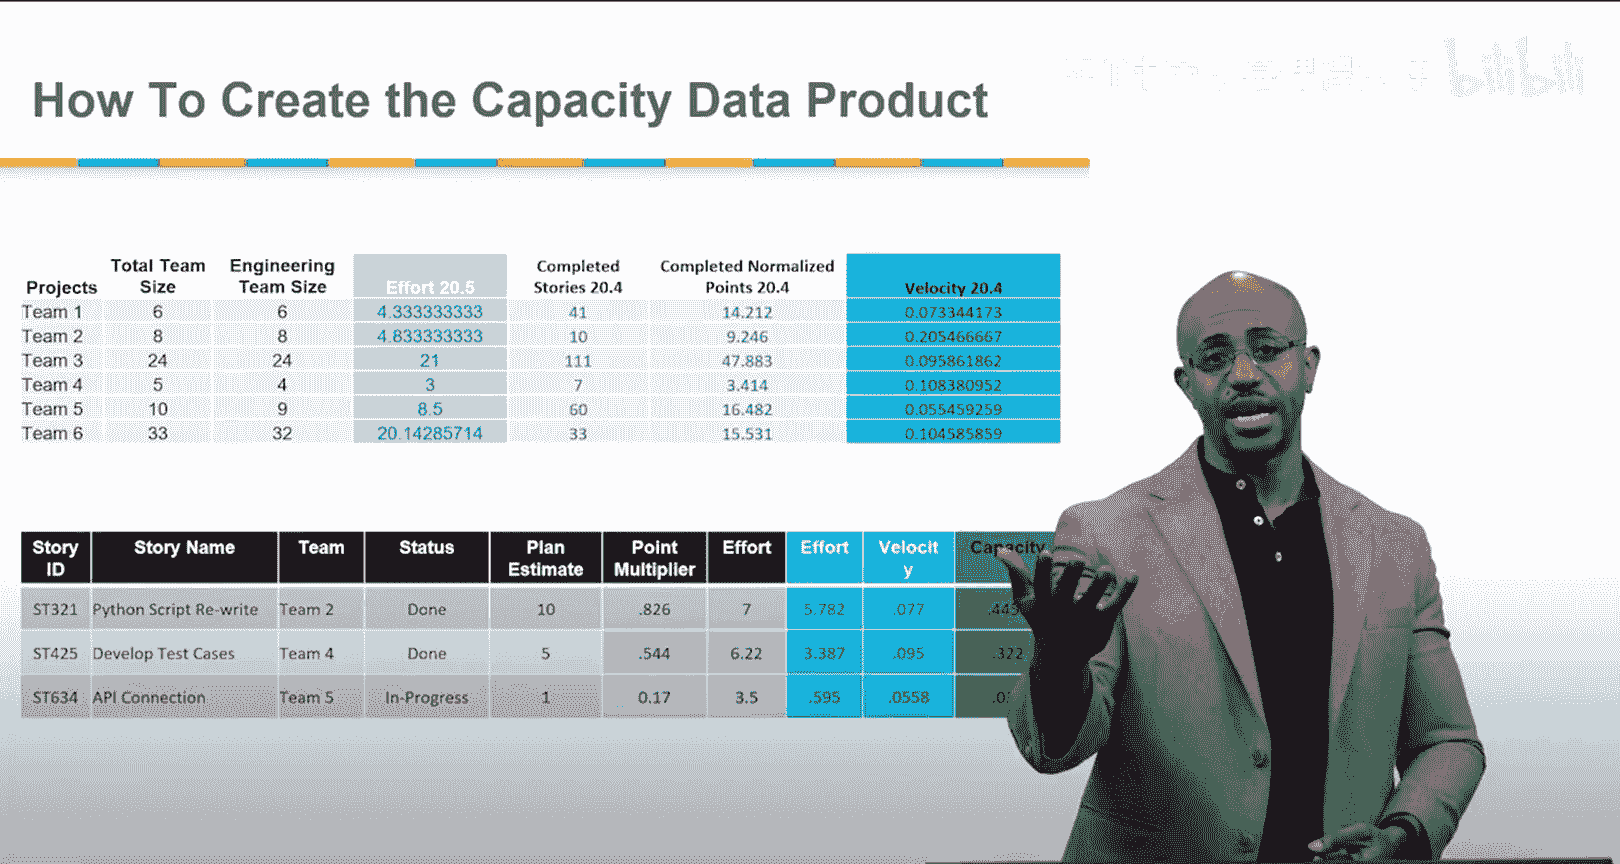 bilibili
How To Create the Capacity Data Product
Projects Total Team Size Engineering Team Size Effort 20.5 Completed Stories 20.4 Completed Normalized Points 20.4 Velocity 20.4
Team 1 6 6 4.333333333 41 14.212 0.073344173
Team 2 8 8 4.833333333 10 9.246 0.205466667
Team 3 24 24 21 111 47.883 0.095861862
Team 4 5 4 3 7 3.414 0.108380952
Team 5 10 9 8.5 60 16.482 0.055459259
Team 6 33 32 20.14285714 33 15.531 0.104585859
Story ID Story Name Team Status Plan Estimate Point Multiplier Effort Effort Velocity Capacity
ST321 Python Script Re-write Team 2 Done 10 .826 7 5.782 .077
ST425 Develop Test Cases Team 4 Done 5 .544 6.22 3.387 .095 .322
ST634 API Connection Team 5 In-Progress 1 0.17 3.5 .595 .0558